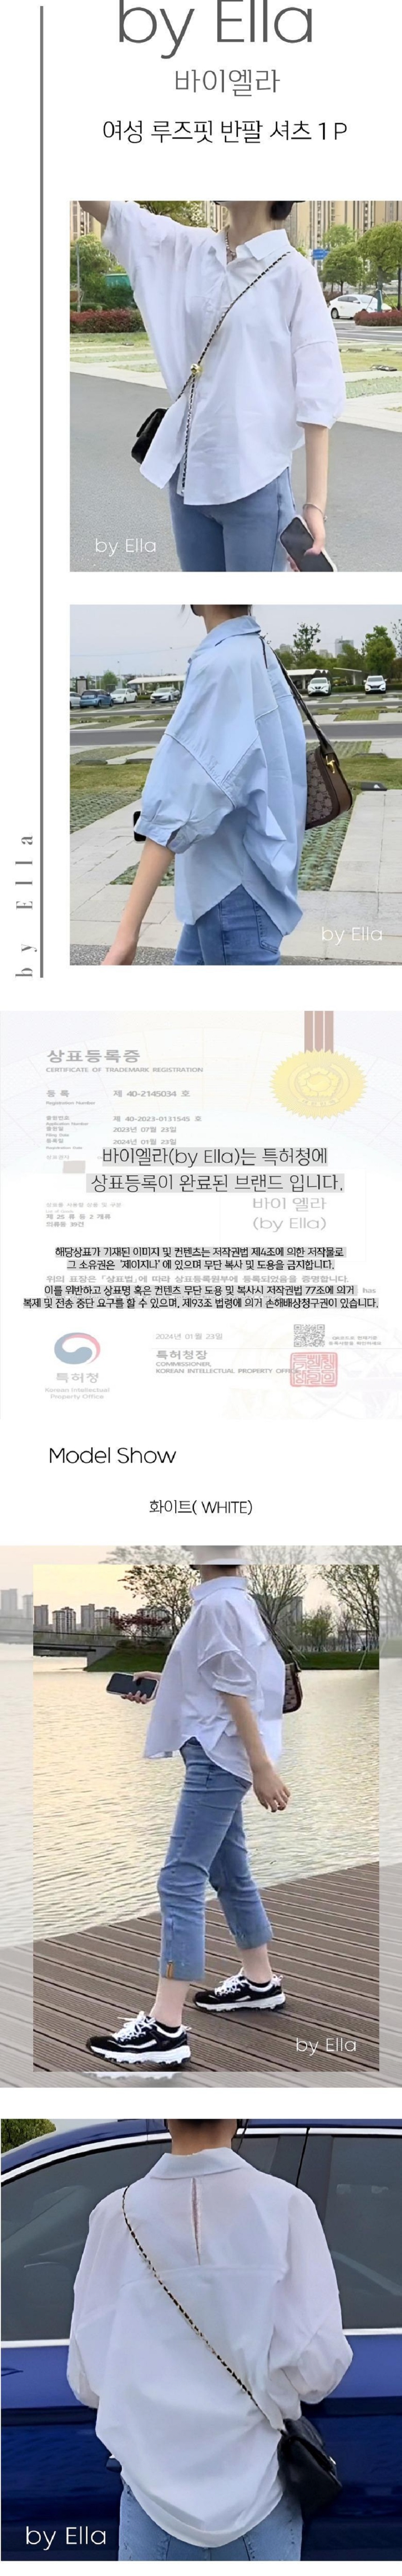 by Ella
바이엘라
여성 루즈핏 반팔 셔츠 1 P
by Ella
by Ella
by Ella
상표등록증
CERTIFICATE OF TRADEMARK REGISTRATION
등 록
Registration Number
제 40-2145034 호
출원번호
Application Number
제 40-2023-0131545 호
출원일
Filing Date
2023년 07월 23일
등록일
Registration Date
2024년 01월 23일
바이엘라(by Ella)는 특허청에
상표등록이 완료된 브랜드 입니다.
제 25 류 등 2 개류
바이 엘라
(by Ella)
해당상표가 기재된 이미지 및 컨텐츠는 저작권법 제4조에 의한 저작물로
그 소유권은 '제이지나' 에 있으며 무단 복사 및 도용을 금지합니다.
위의 표장은 「상표법」에 따라 상표등록원부에 등록되었음을 증명합니다.
이를 위반하고 상표명 혹은 컨텐츠 무단 도용 및 복사시 저작권법 77조에 의거 has
복제 및 전송 중단 요구를 할 수 있으며, 제93조 법령에 의거 손해배상청구권이 있습니다.
2024년 01월 23일
특허청
Korean Intellectual
Property Office
특허청장
COMMISSIONER,
KOREAN INTELLECTUAL PROPERTY OFFICE
Model Show
화이트( WHITE)
by Ella
by Ella